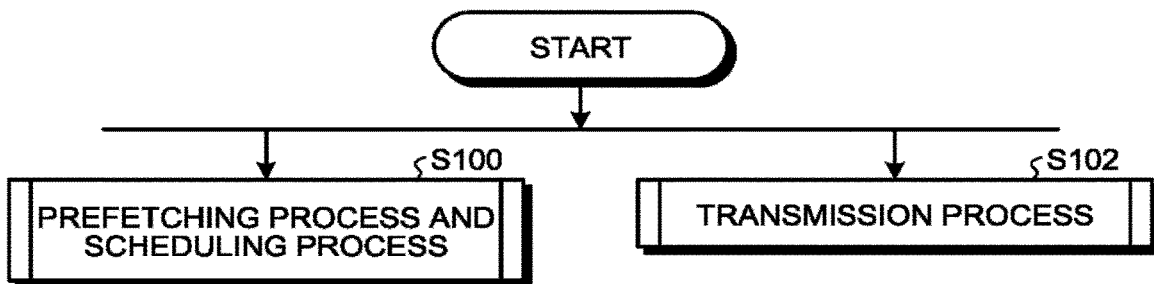 START
S100
PREFETCHING PROCESS AND
SCHEDULING PROCESS
S102
TRANSMISSION PROCESS